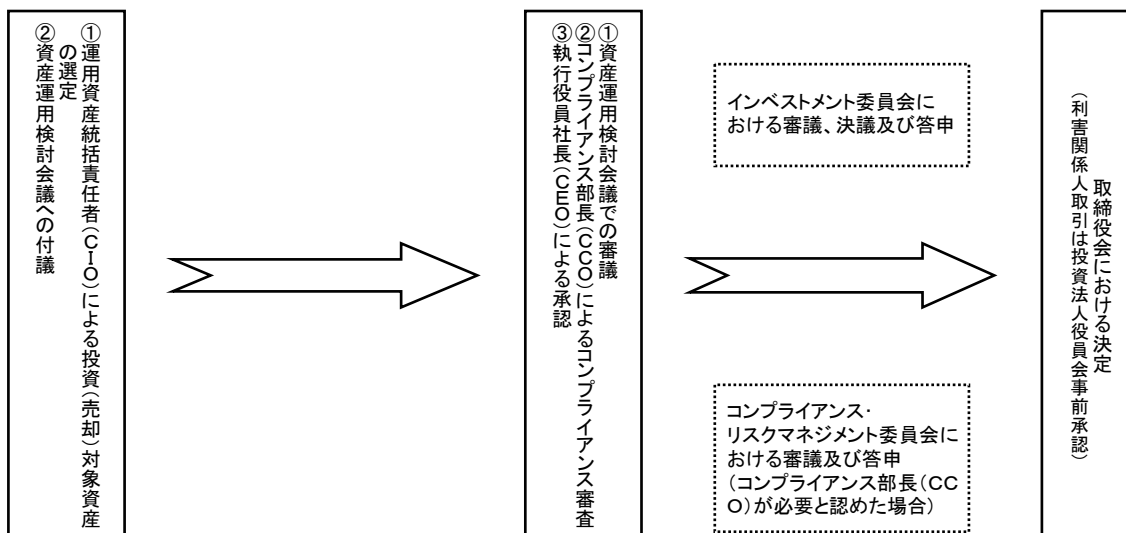 ①運用資産統括責任者(CIO)による投資(売却)対象資産
の選定
②資産運用検討会議への付議
①資産運用検討会議での審議
②コンプライアンス部長(CCO)によるコンプライアンス審査
③執行役員社長(CEO)による承認
インベストメント委員会に
おける審議、決議及び答申
コンプライアンス・
リスクマネジメント委員会に
おける審議及び答申
(コンプライアンス部長(CC
O)が必要と認めた場合)
取締役会における決定
(利害関係人取引は投資法人役員会事前承認)